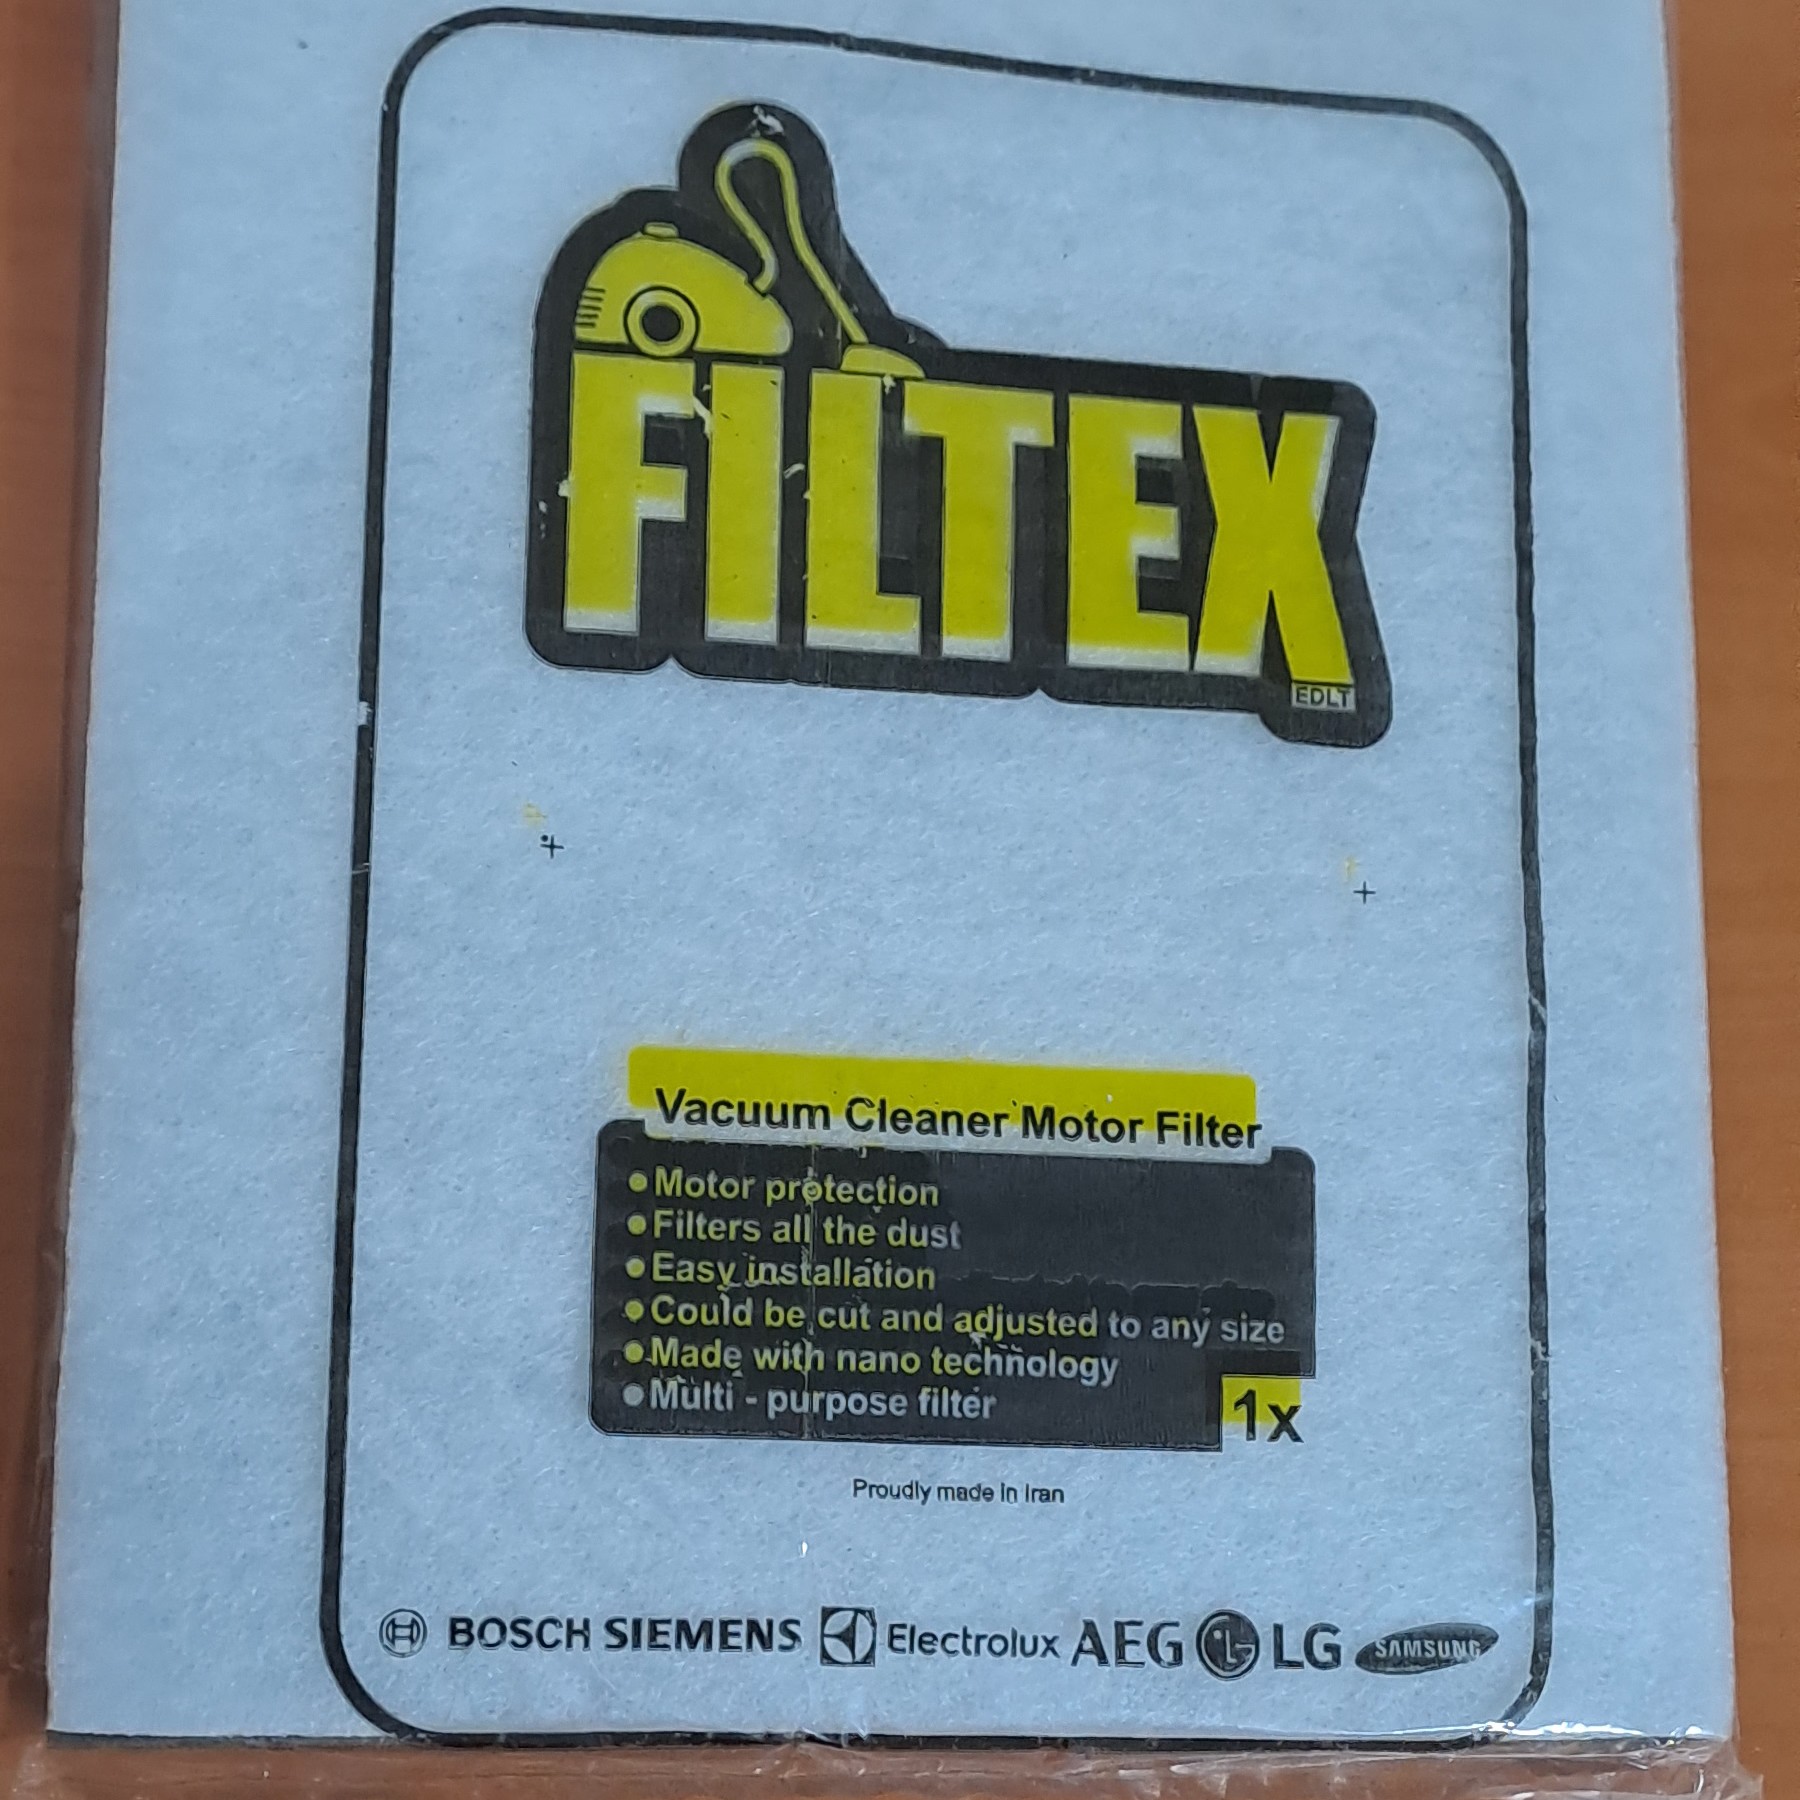 FILTEX
EDLT
Vacuum Cleaner Motor Filter
• Motor protection
• Filters all the dust
• Easy installation
• Could be cut and adjusted to any size
• Made with nano technology
• Multi - purpose filter
1x
Proudly made in Iran
BOSCH SIEMENS Electrolux AEG LG SAMSUNG